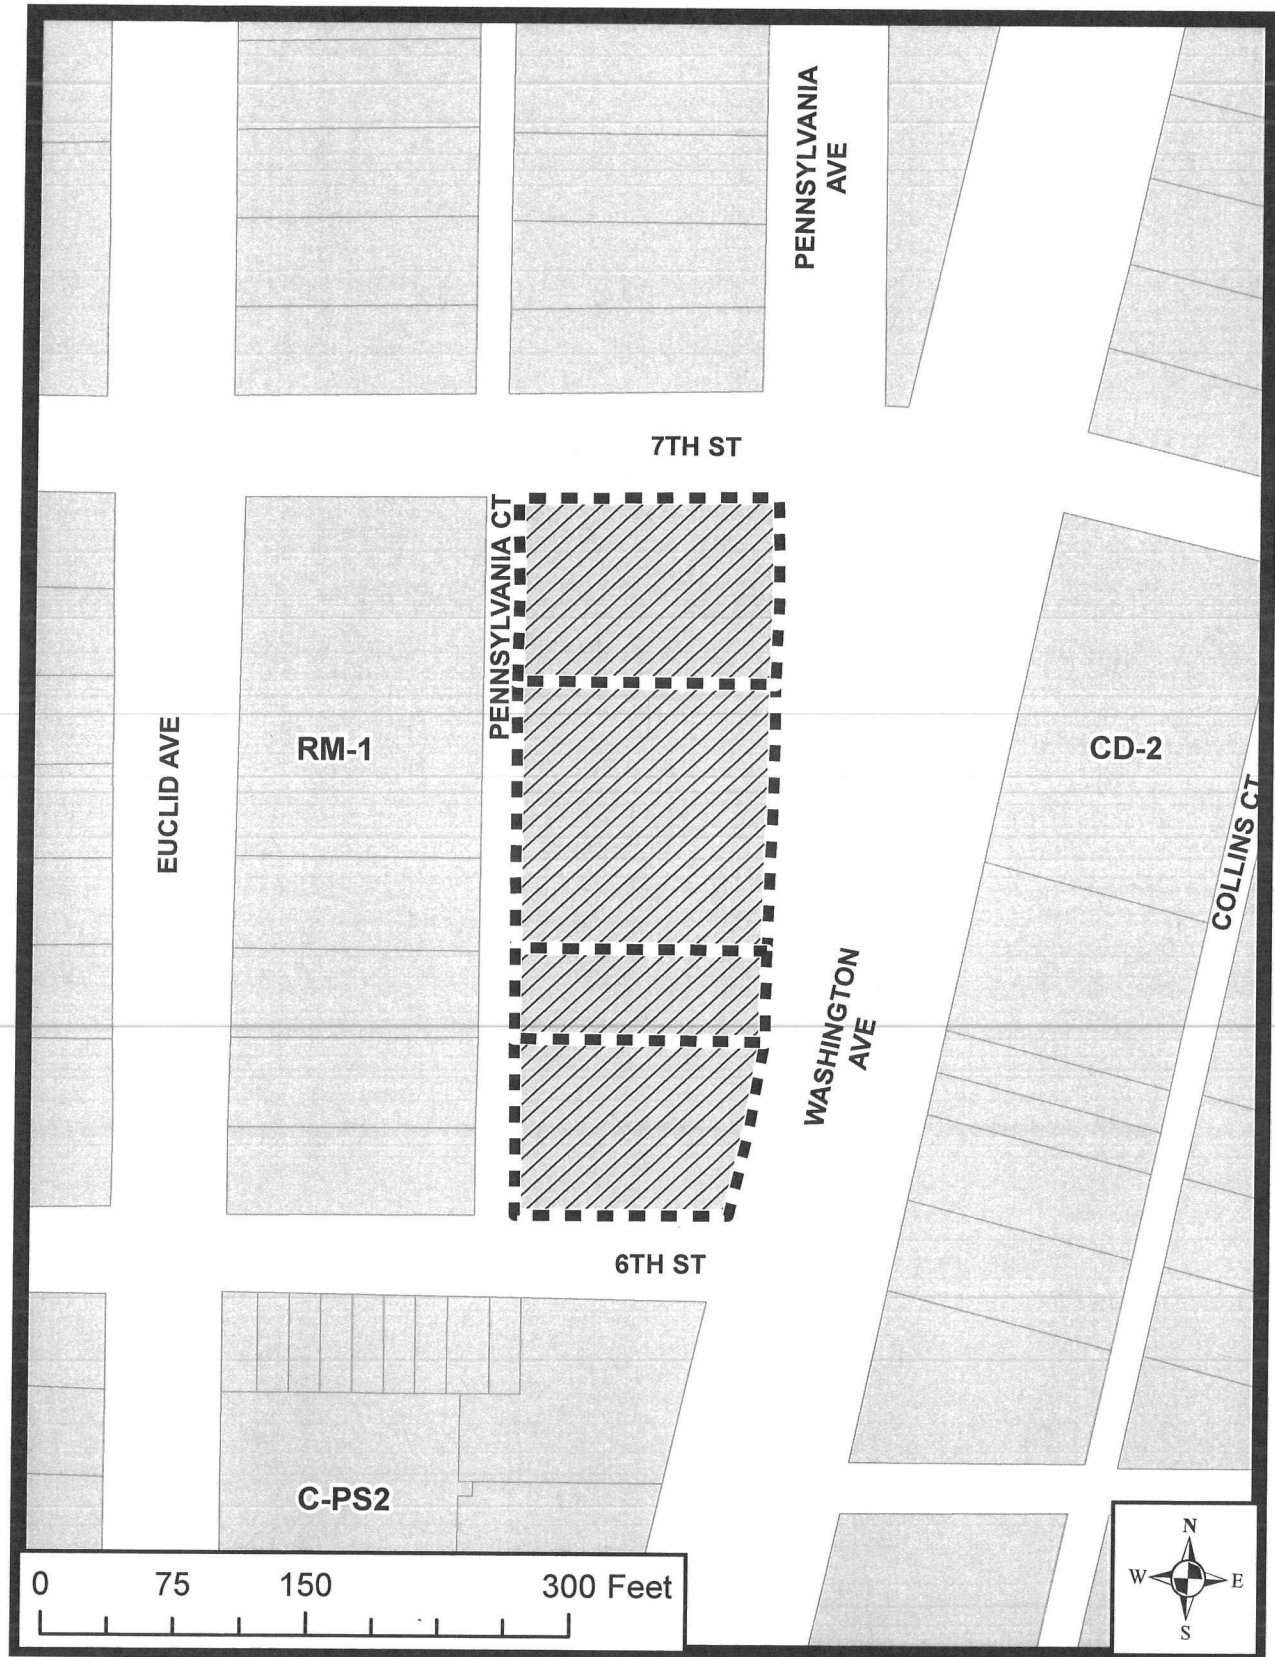 PENNSYLVANIA
AVE
7TH ST
PENNSYLVANIA CT
EUCLID AVE
RM-1
CD-2
COLLINS CT
WASHINGTON
AVE
6TH ST
C-PS2
0 75 150 300 Feet
N
W E
S